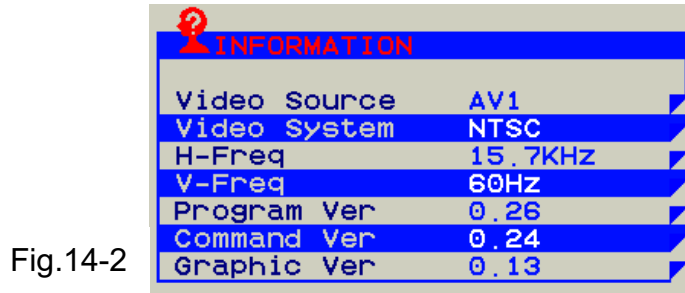 INFORMATION
Video Source AV1
Video System NTSC
H-Freq 15.7KHz
V-Freq 60Hz
Program Ver 0.26
Command Ver 0.24
Graphic Ver 0.13
Fig.14-2